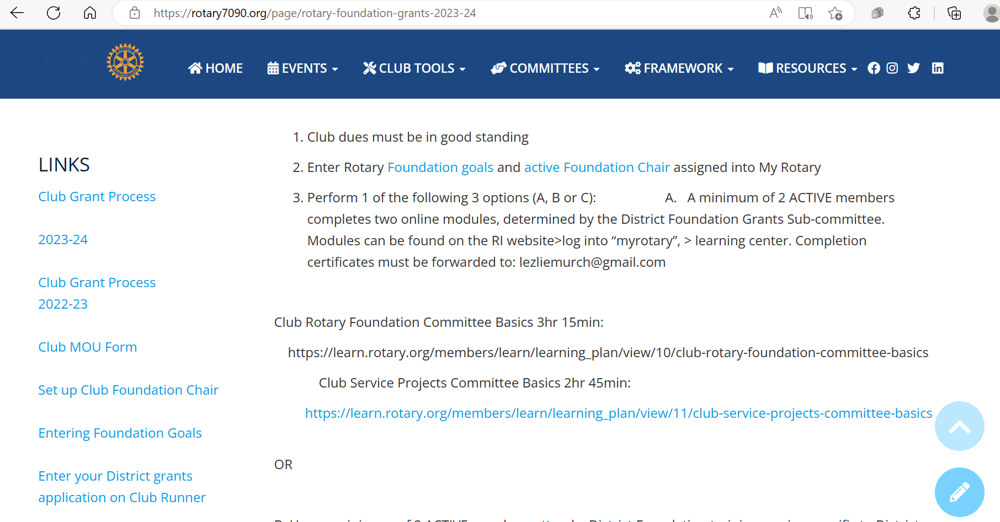 https://rotary7090.org/page/rotary-foundation-grants-2023-24
ROTARY
INTERNATIONAL
HOME
EVENTS
CLUB TOOLS
COMMITTEES
FRAMEWORK
RESOURCES
LINKS
Club Grant Process
2023-24
Club Grant Process
2022-23
Club MOU Form
Set up Club Foundation Chair
Entering Foundation Goals
Enter your District grants
application on Club Runner
1. Club dues must be in good standing
2. Enter Rotary Foundation goals and active Foundation Chair assigned into My Rotary
3. Perform 1 of the following 3 options (A, B or C): A. A minimum of 2 ACTIVE members
completes two online modules, determined by the District Foundation Grants Sub-committee.
Modules can be found on the RI website>log into “myrotary”, > learning center. Completion
certificates must be forwarded to: lezliemurch@gmail.com
Club Rotary Foundation Committee Basics 3hr 15min:
https://learn.rotary.org/members/learn/learning_plan/view/10/club-rotary-foundation-committee-basics
Club Service Projects Committee Basics 2hr 45min:
https://learn.rotary.org/members/learn/learning_plan/view/11/club-service-projects-committee-basics
OR